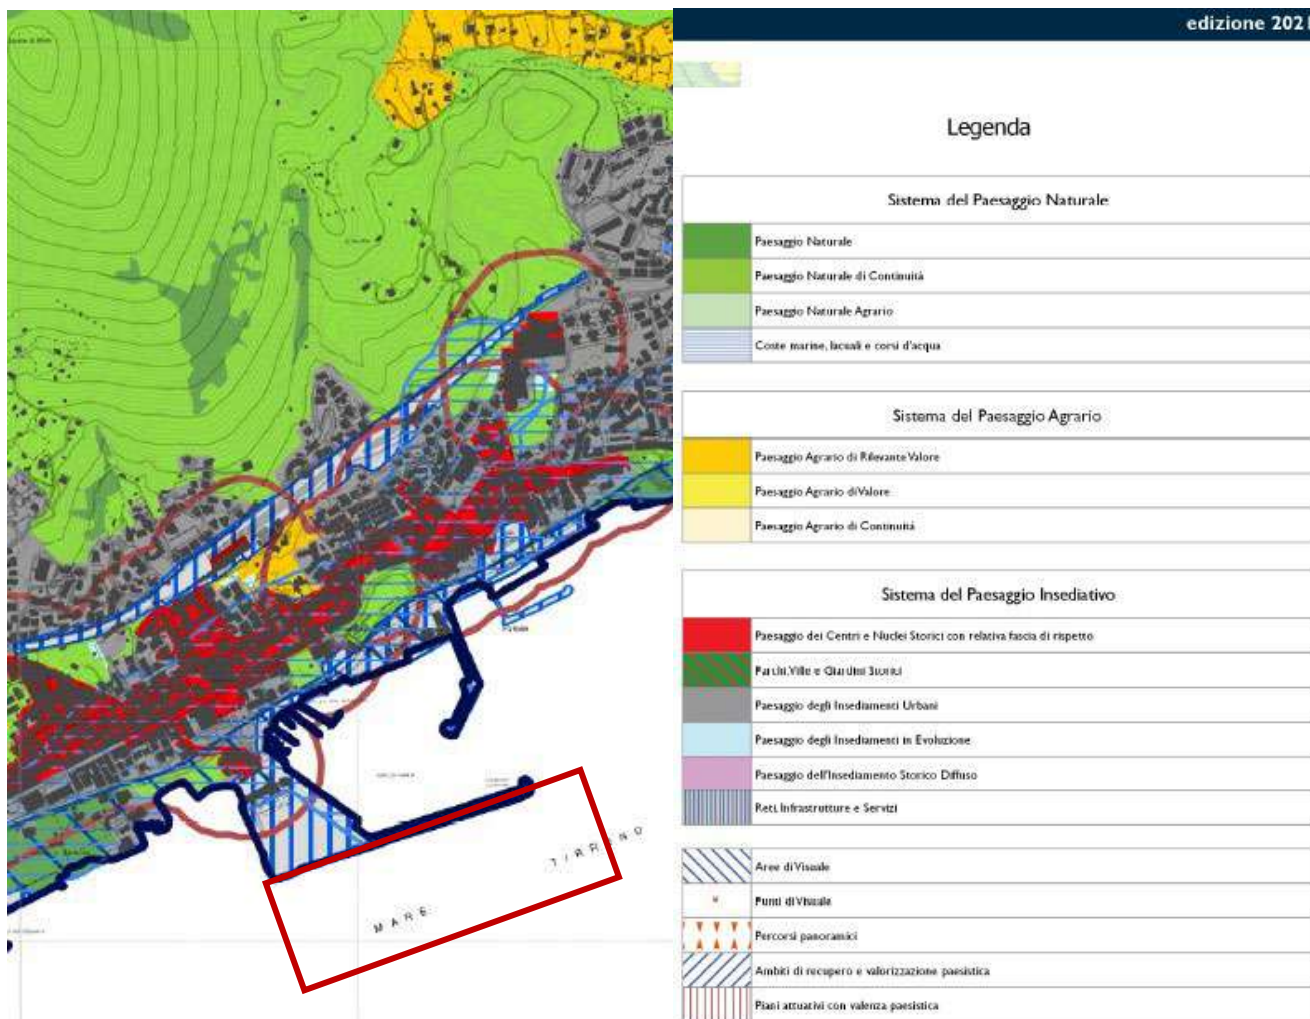 edizione 2021
Legenda
Sistema del Paesaggio Naturale
Paesaggio Naturale
Paesaggio Naturale di Continuità
Paesaggio Naturale Agrario
Coste marine, lacuali e corsi d'acqua
Sistema del Paesaggio Agrario
Paesaggio Agrario di Rilevante Valore
Paesaggio Agrario di Valore
Paesaggio Agrario di Continuità
Sistema del Paesaggio Insediativo
Paesaggio dei Centri e Nuclei Storici con relativa fascia di rispetto
Parchi, Ville e Giardini Storici
Paesaggio degli Insediamenti Urbani
Paesaggio degli Insediamenti in Evoluzione
Paesaggio dell'Insediamento Storico Diffuso
Reti, Infrastrutture e Servizi
Aree di Visuale
Punti di Visuale
Percorsi panoramici
Ambiti di recupero e valorizzazione paesistica
Piani attuativi con valenza paesistica
MARE TIRRENO